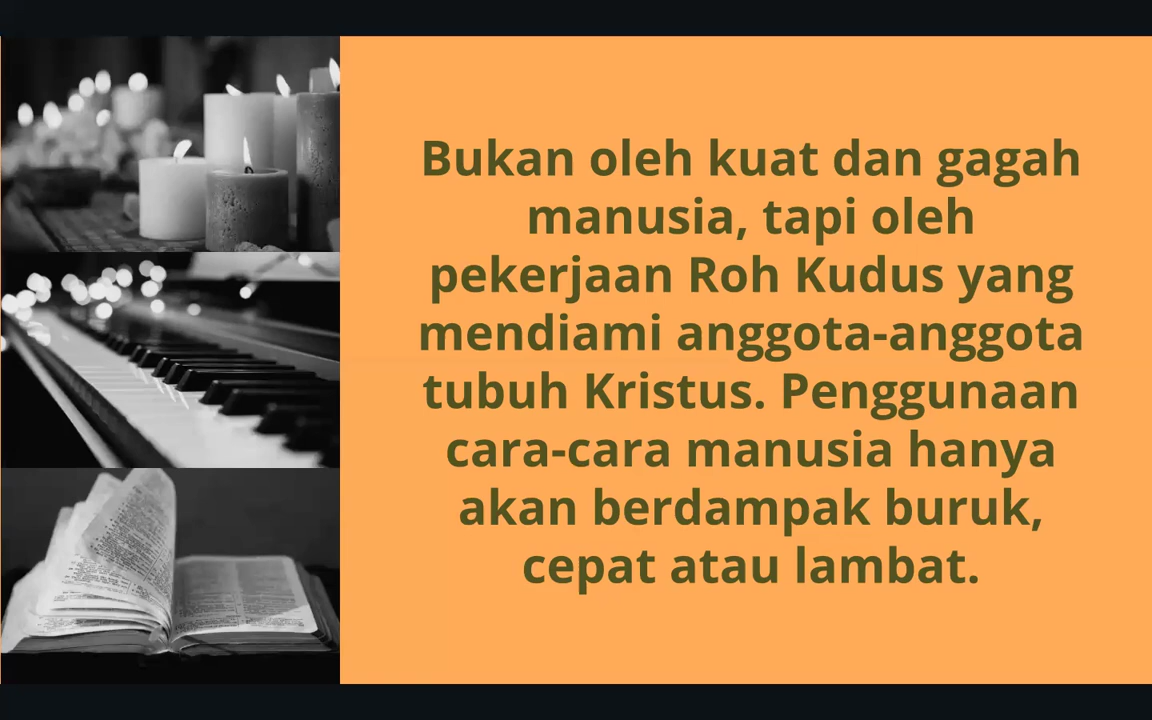 Bukan oleh kuat dan gagah
manusia, tapi oleh
pekerjaan Roh Kudus yang
mendiami anggota-anggota
tubuh Kristus. Penggunaan
cara-cara manusia hanya
akan berdampak buruk,
cepat atau lambat.